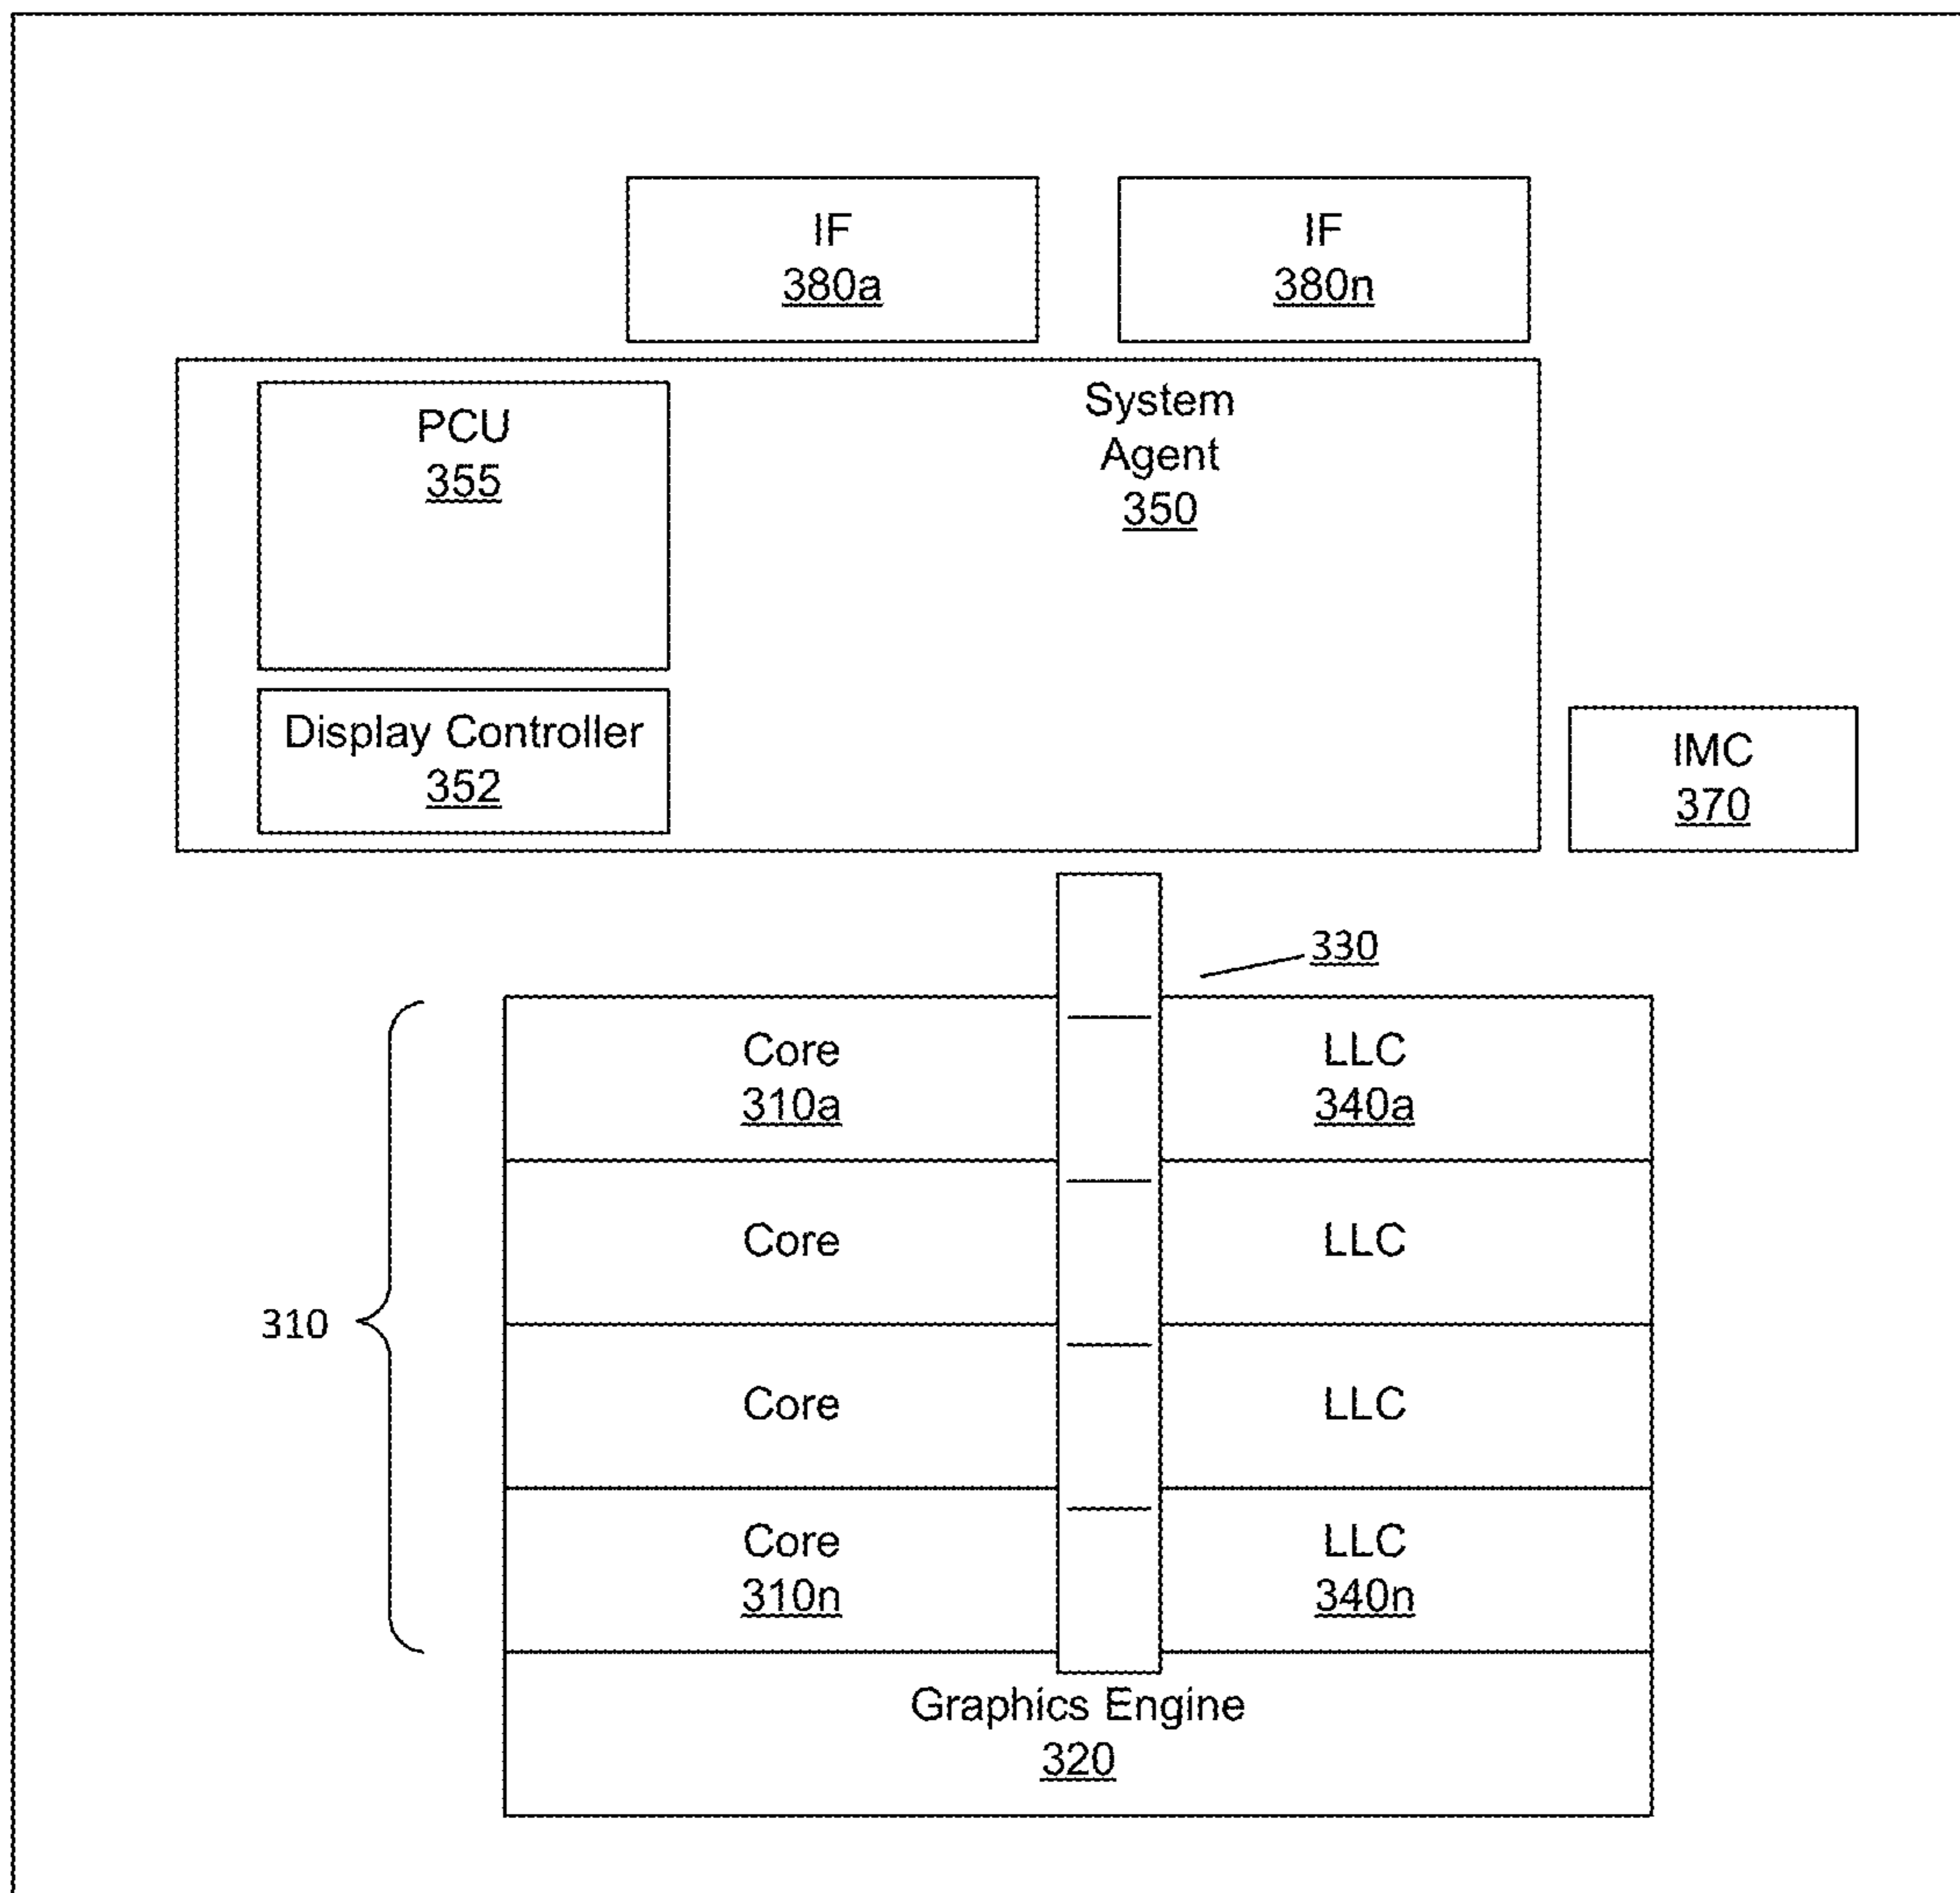 IF
380a
IF
380n
PCU
355
System
Agent
350
Display Controller
352
IMC
370
330
Core
310a
LLC
340a
Core
LLC
310
Core
LLC
Core
310n
LLC
340n
Graphics Engine
320